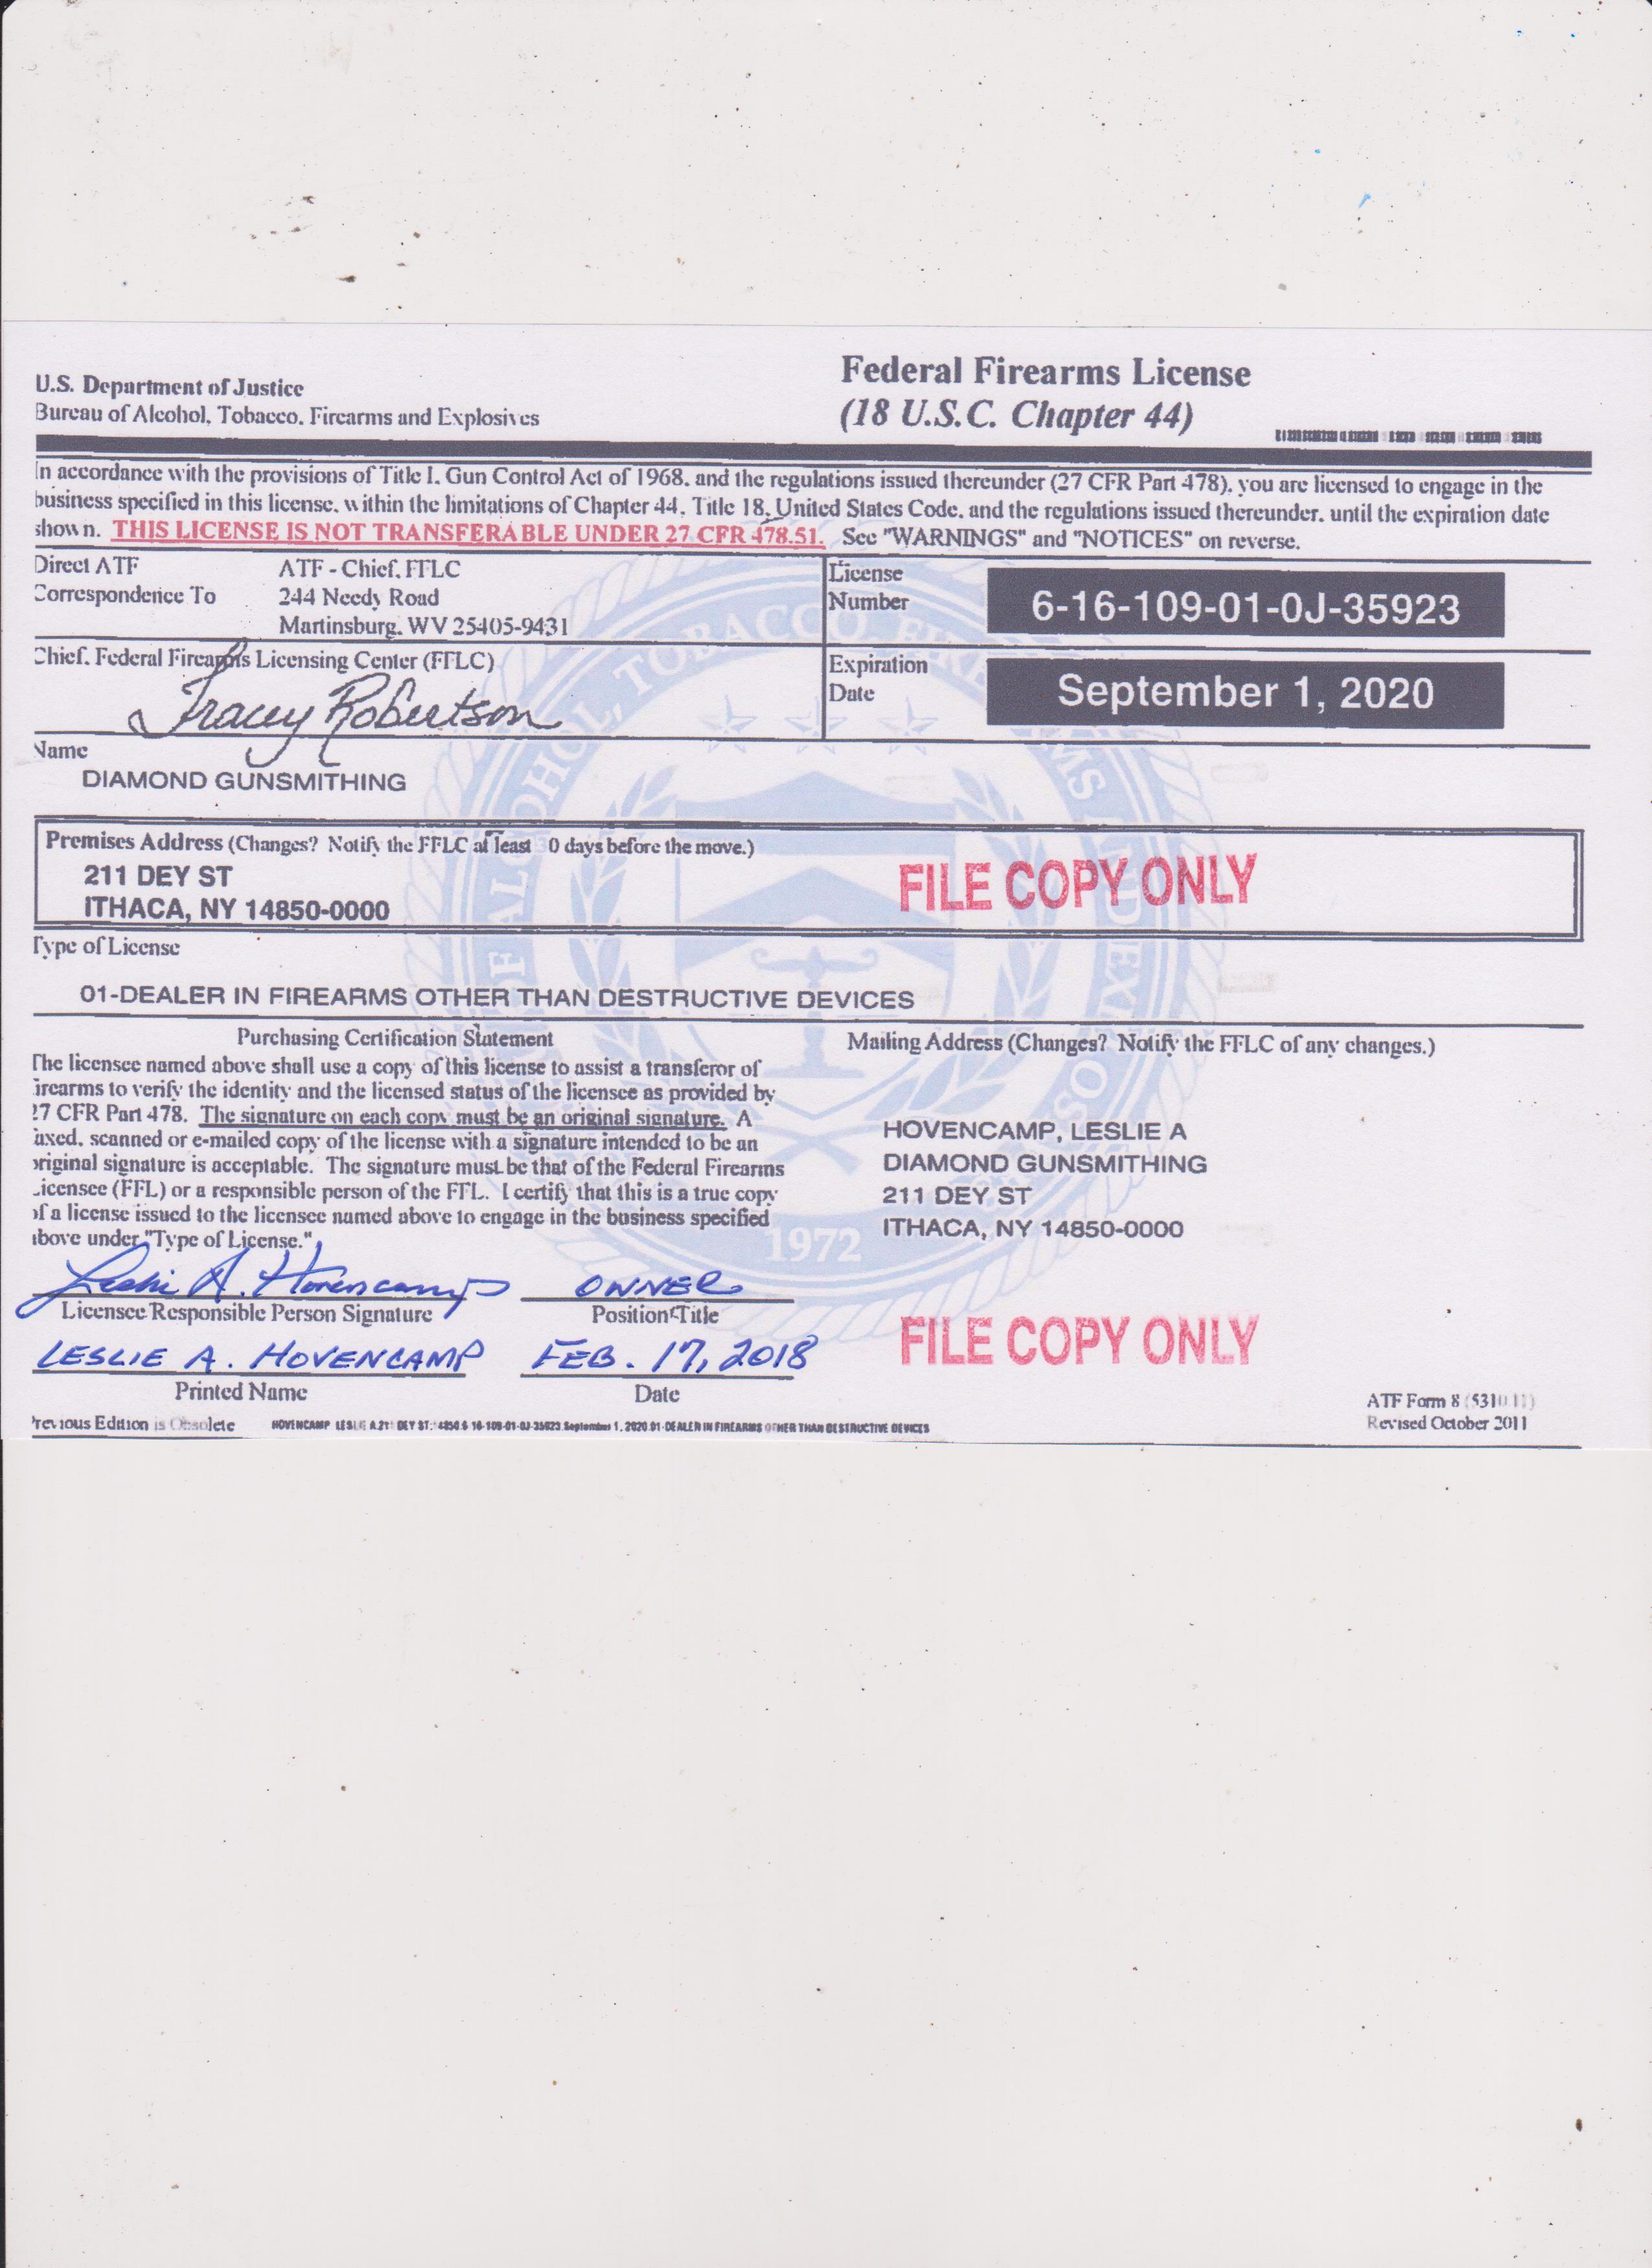 U.S. Department of Justice
Bureau of Alcohol, Tobacco, Firearms and Explosives
Federal Firearms License
(18 U.S.C. Chapter 44)
In accordance with the provisions of Title I, Gun Control Act of 1968, and the regulations issued thereunder (27 CFR Part 478), you are licensed to engage in the
business specified in this license, within the limitations of Chapter 44, Title 18, United States Code, and the regulations issued thereunder, until the expiration date
shown. THIS LICENSE IS NOT TRANSFERABLE UNDER 27 CFR 478.51. See "WARNINGS" and "NOTICES" on reverse.
Direct ATF
Correspondence To
ATF - Chief, FFLC
244 Needy Road
Martinsburg, WV 25405-9431
License
Number
6-16-109-01-0J-35923
Chief, Federal Firearms Licensing Center (FFLC)
Tracey Robertson
Expiration
Date
September 1, 2020
Name
DIAMOND GUNSMITHING
Premises Address (Changes? Notify the FFLC at least 30 days before the move.)
211 DEY ST
ITHACA, NY 14850-0000
FILE COPY ONLY
Type of License
01-DEALER IN FIREARMS OTHER THAN DESTRUCTIVE DEVICES
Purchasing Certification Statement
The licensee named above shall use a copy of this license to assist a transferor of
irearms to verify the identity and the licensed status of the licensee as provided by
27 CFR Part 478. The signature on each copy must be an original signature. A
axed, scanned or e-mailed copy of the license with a signature intended to be an
original signature is acceptable. The signature must be that of the Federal Firearms
Licensee (FFL) or a responsible person of the FFL. I certify that this is a true copy
of a license issued to the licensee named above to engage in the business specified
above under "Type of License."
Mailing Address (Changes? Notify the FFLC of any changes.)
HOVENCAMP, LESLIE A
DIAMOND GUNSMITHING
211 DEY ST
ITHACA, NY 14850-0000
1972
Leslie A. Hovencamp OWNER
Licensee/Responsible Person Signature Position/Title
LESLIE A. HOVENCAMP FEB. 17, 2018
Printed Name Date
FILE COPY ONLY
ATF Form 8 (5310.11)
Revised October 2011
Previous Edition is Obsolete
HOVENCAMP LESLIE A 211 DEY ST 14850 6-16-109-01-0J-35923 September 1, 2020 01-DEALER IN FIREARMS OTHER THAN DESTRUCTIVE DEVICES